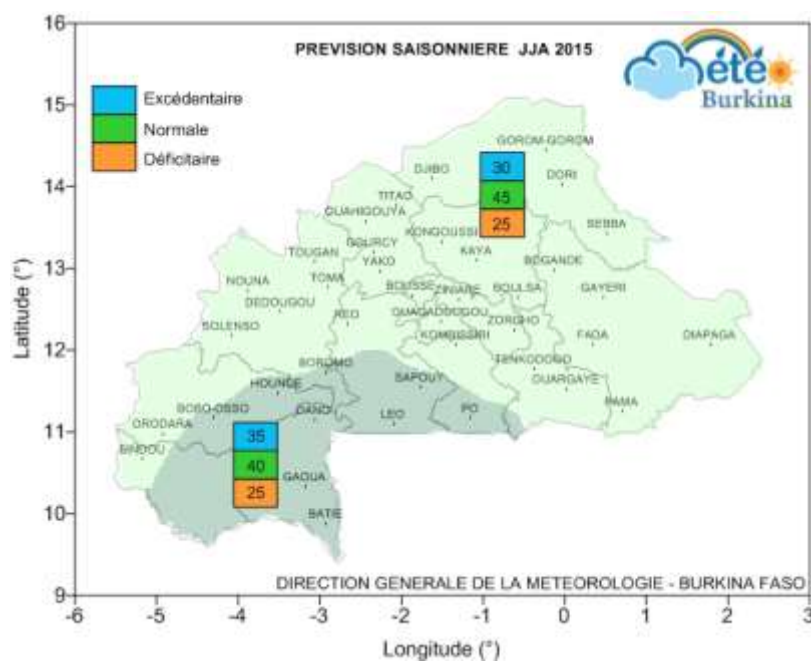 PREVISION SAISONNIERE JJA 2015
été
Burkina
Excédentaire
Normale
Déficitaire
16
15
14
13
12
11
10
9
Latitude (°)
GOROM-GOROM
DJIBO
30
DORI
45
TITAO
OUAHIGOUYA
25
SEBBA
KONGOUSSI
TOUGAN
GOURCY
KAYA
YAKO
BOGANDE
NOUNA
TOMA
BOUSSE
ZINIARE
BOULSA
GAYERI
DEDOUGOU
REO
OUAGADOUGOU
ZORGHO
SOLENSO
KOMBISSIRI
FADA
DIAPAGA
BOROMO
TENKODOGO
SAPOUY
OUARGAYE
HOUNDE
BOBO-DSSO
DANO
LEO
PO
PAMA
ORODARA
35
SINDOU
40
GAOUA
25
BATIE
DIRECTION GENERALE DE LA METEOROLOGIE - BURKINA FASO
-6 -5 -4 -3 -2 -1 0 1 2 3
Longitude (°)